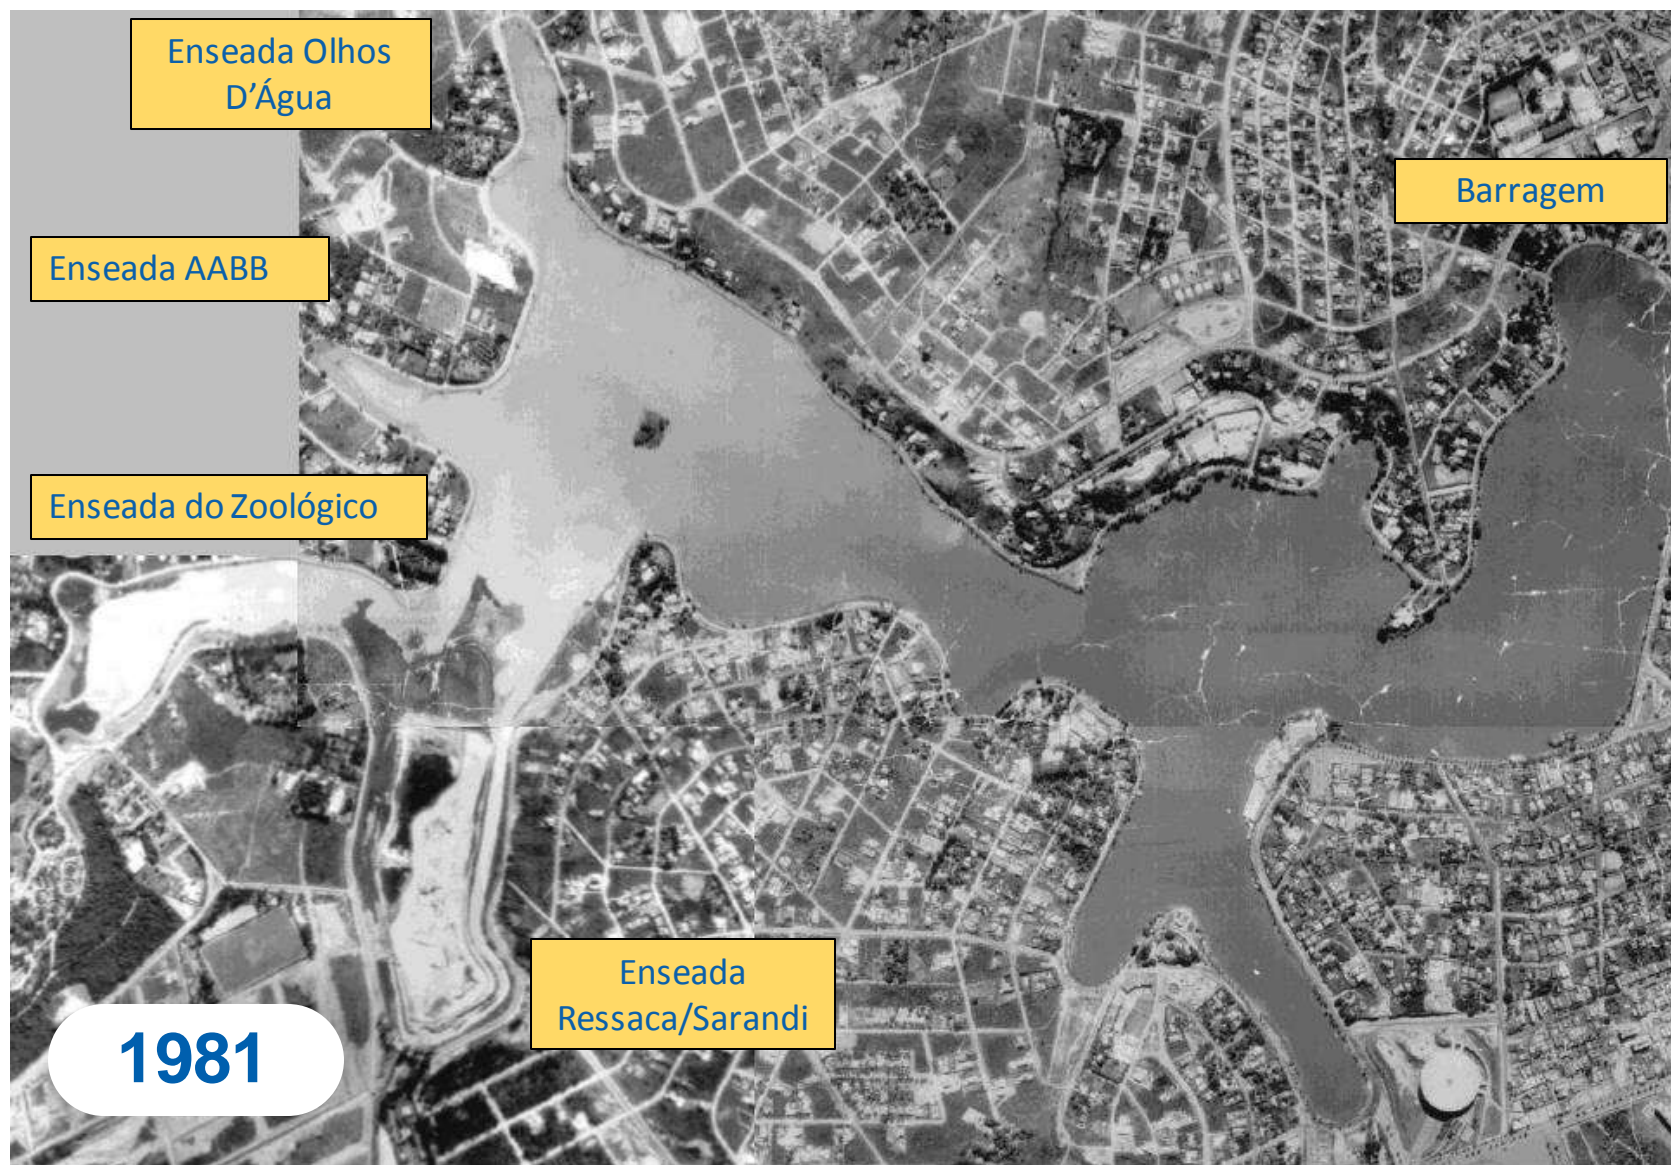 Enseada Olhos
D’Água
Barragem
Enseada AABB
Enseada do Zoológico
Enseada
Ressaca/Sarandi
1981